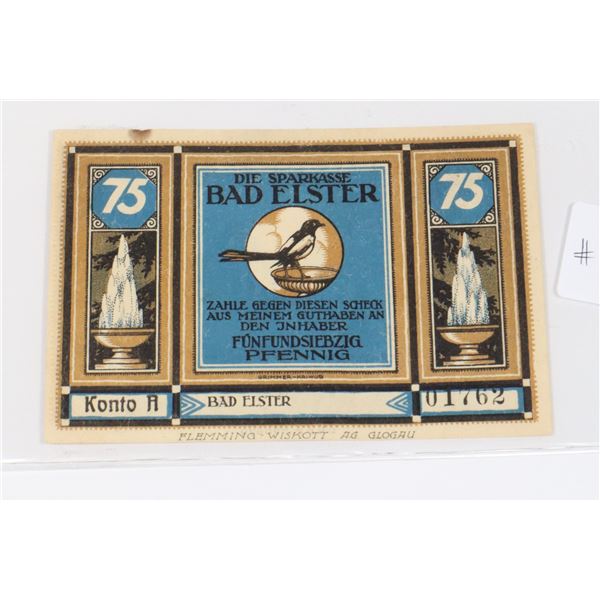 75
DIE SPARKASSE
BAD ELSTER
75
ZAHLE GEGEN DIESEN SCHECK
AUS MEINEM GUTHABEN AN
DEN INHABER
FÜNFUNDSIEBZIG
PFENNIG
Konto A
BAD ELSTER
01762
FLEMMING-WISKOTT AG GLOGAU
#